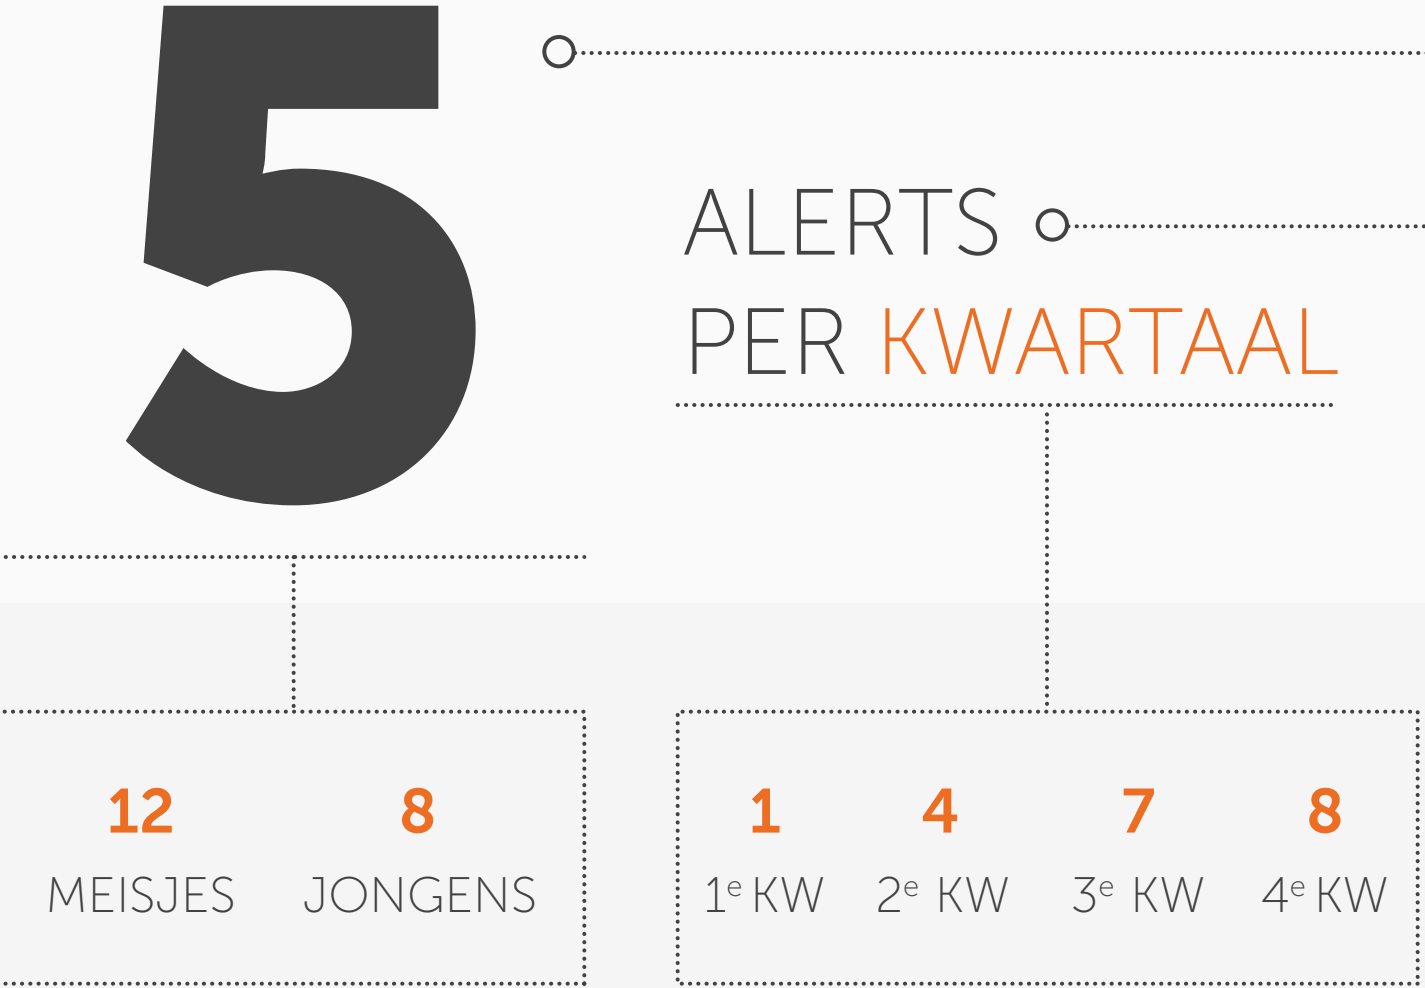 5
ALERTS
PER KWARTAAL
12 8
MEISJES JONGENS
1 4 7 8
1e KW 2e KW 3e KW 4e KW